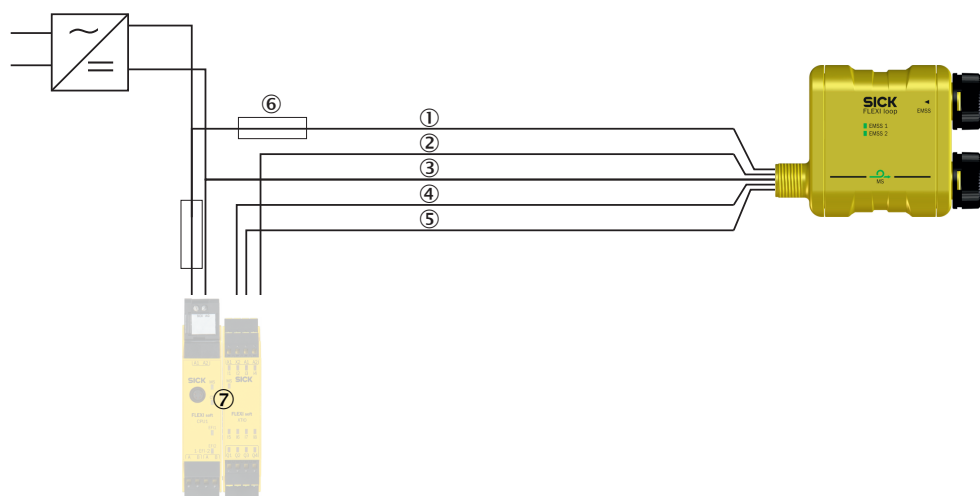 ⑥
①
②
③
④
⑤
SICK
FLEXI loop
EMSS
EMSS 1
EMSS 2
MS
SICK
SICK
⑦
FLEXI soft
FLEXI soft